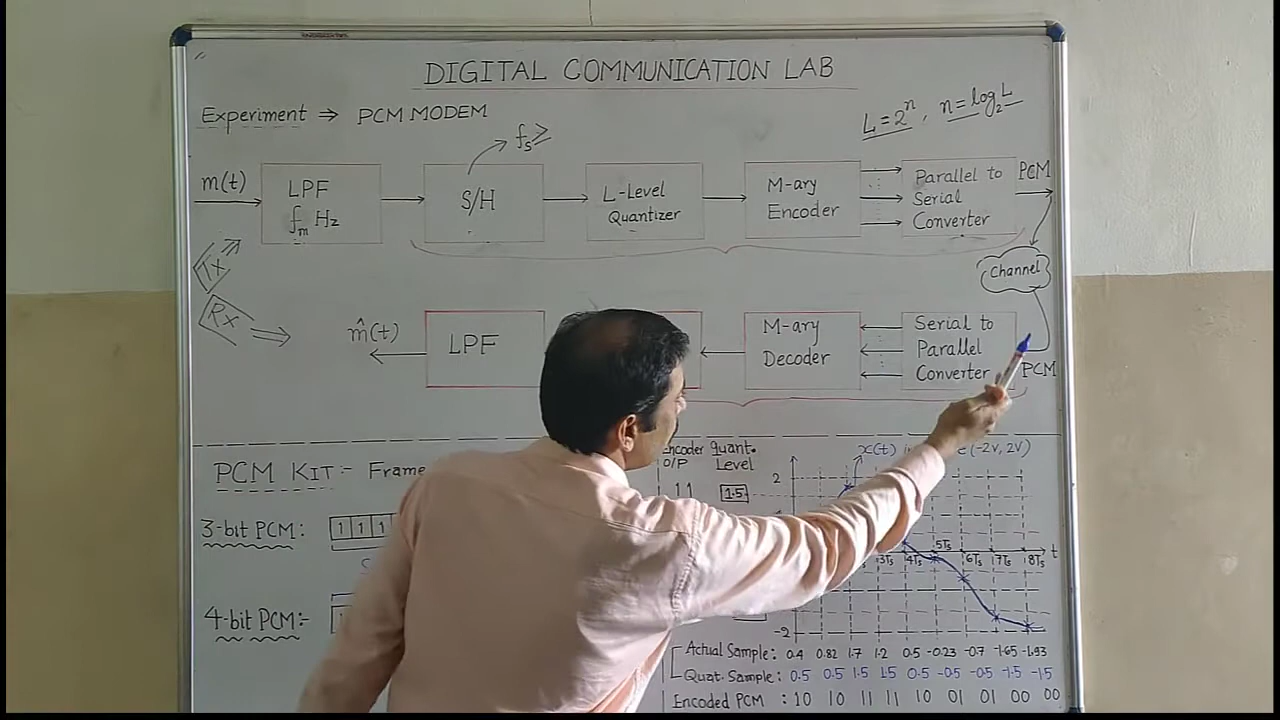 DIGITAL COMMUNICATION LAB
Experiment ⇒ PCM MODEM
L = 2ⁿ, n = log₂L
fₛ ≥
m(t)
LPF
fₘ Hz
S/H
L-Level
Quantizer
M-ary
Encoder
Parallel to
Serial
Converter
PCM
Tx
Channel
Rx
m̂(t)
LPF
M-ary
Decoder
Serial to
Parallel
Converter
PCM
PCM KIT:- Frame
3-bit PCM: 1 1 1
4-bit PCM:-
Encoder Quant.
O/P Level
11 1.5
x(t) (-2V, 2V)
2
5Tₛ
3Tₛ 4Tₛ 6Tₛ 7Tₛ 8Tₛ t
-2
Actual Sample: 0.4 0.82 1.7 1.2 0.5 -0.23 -0.7 -1.65 -1.93
Quat. Sample: 0.5 0.5 1.5 1.5 0.5 -0.5 -0.5 -1.5 -1.5
Encoded PCM : 10 10 11 11 10 01 01 00 00